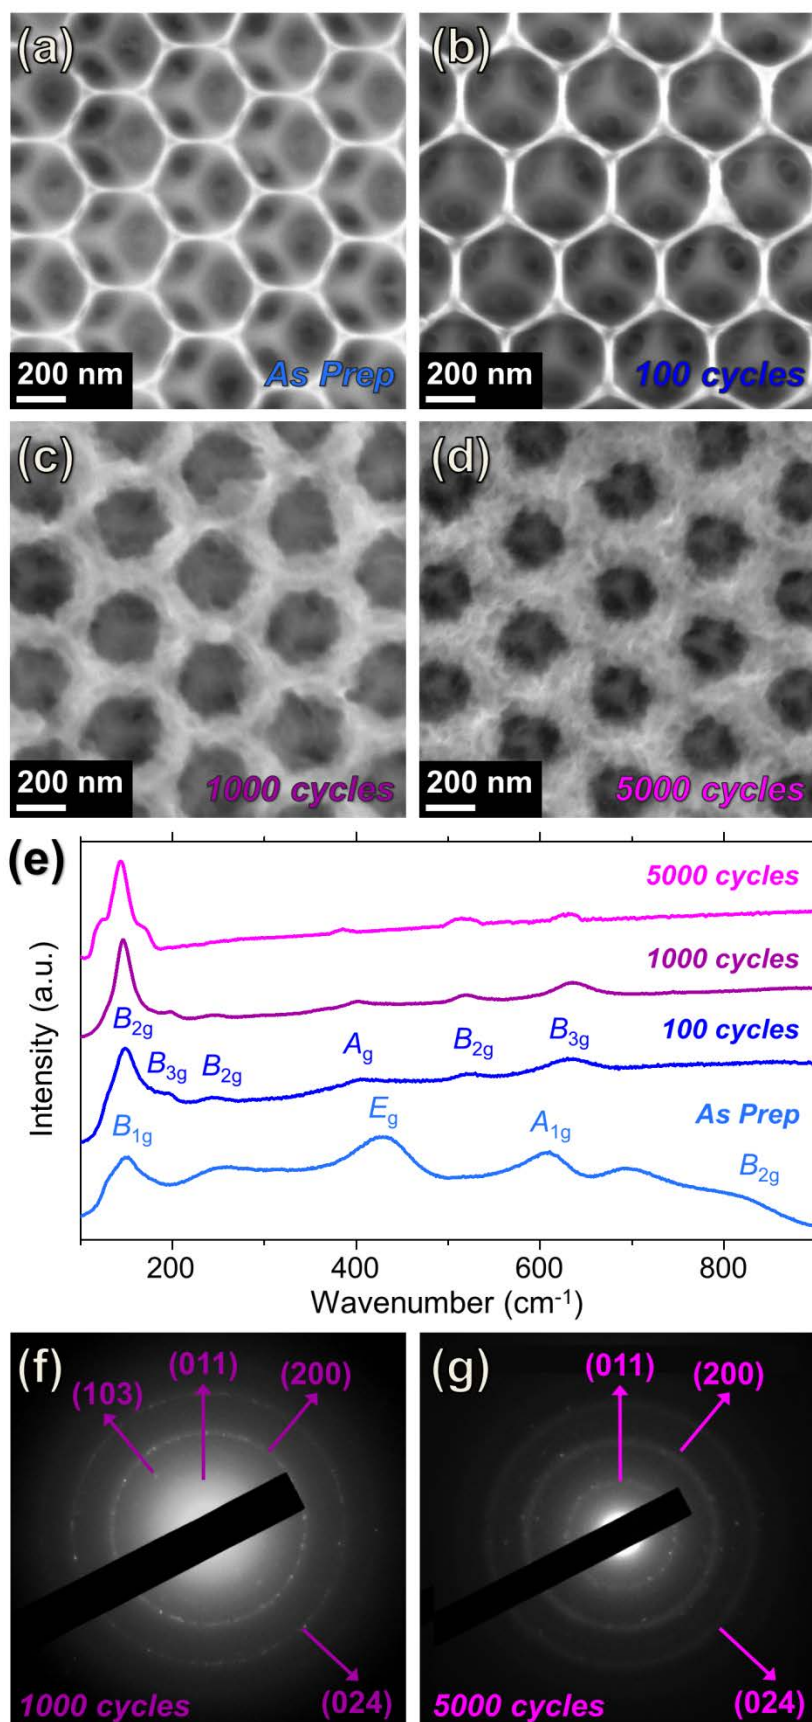 (a)
200 nm
As Prep
(b)
200 nm
100 cycles
(c)
200 nm
1000 cycles
(d)
200 nm
5000 cycles
(e)
Intensity (a.u.)
5000 cycles
1000 cycles
100 cycles
As Prep
B2g
B3g
B2g
Ag
B2g
B3g
B1g
Eg
A1g
B2g
200
400
600
800
Wavenumber (cm⁻¹)
(f)
(103)
(011)
(200)
(024)
1000 cycles
(g)
(011)
(200)
(024)
5000 cycles